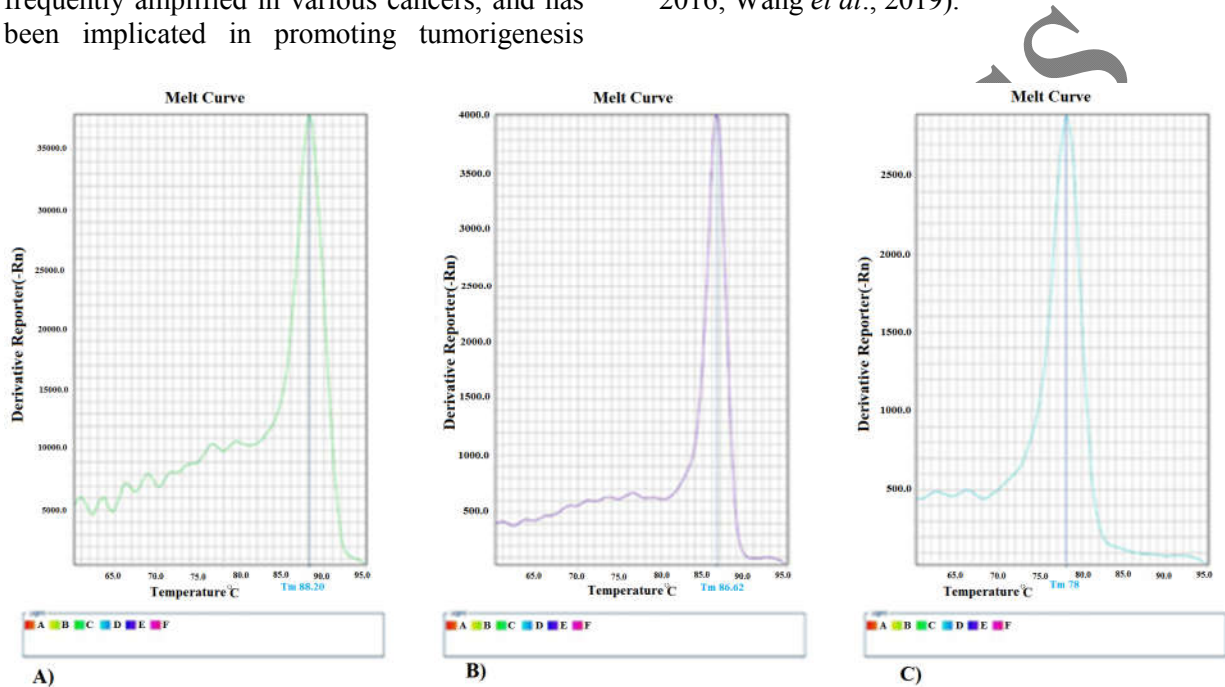 frequently amplified in various cancers, and has
been implicated in promoting tumorigenesis
2016; Wang et al., 2019).
S
Melt Curve
Derivative Reporter(-Rn)
35000.0
30000.0
25000.0
20000.0
15000.0
10000.0
5000.0
65.0 70.0 75.0 80.0 85.0 90.0 95.0
Temperature°C
Tm 88.20
A B C D E F
A)
Melt Curve
Derivative Reporter(-Rn)
4000.0
3500.0
3000.0
2500.0
2000.0
1500.0
1000.0
500.0
65.0 70.0 75.0 80.0 85.0 90.0 95.0
Temperature°C
Tm 86.62
A B C D E F
B)
Melt Curve
Derivative Reporter(-Rn)
2500.0
2000.0
1500.0
1000.0
500.0
65.0 70.0 75.0 80.0 85.0 90.0 95.0
Temperature°C
Tm 78
A B C D E F
C)